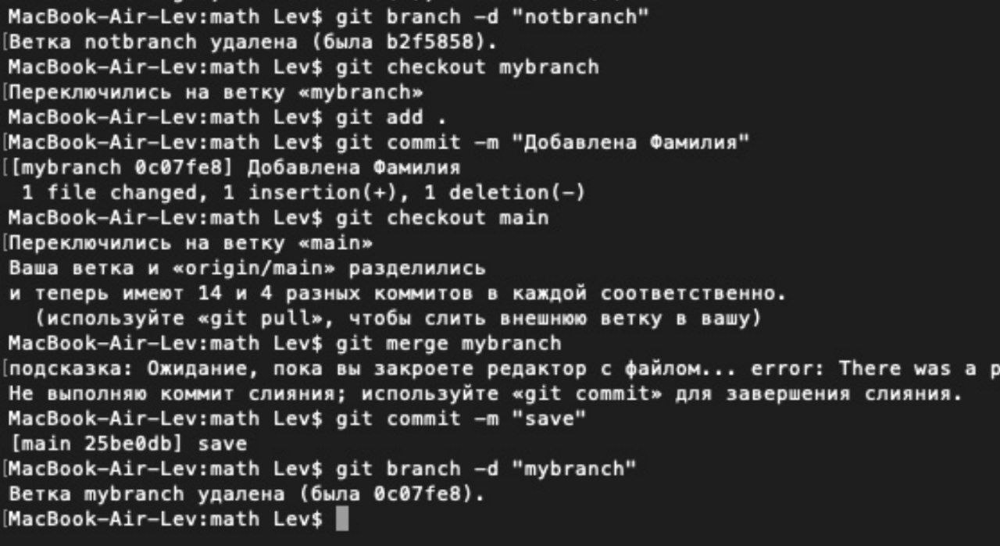 MacBook-Air-Lev:math Lev$ git branch -d "notbranch"
[Ветка notbranch удалена (была b2f5858).
MacBook-Air-Lev:math Lev$ git checkout mybranch
[Переключились на ветку «mybranch»
MacBook-Air-Lev:math Lev$ git add .
[MacBook-Air-Lev:math Lev$ git commit -m "Добавлена Фамилия"
[[mybranch 0c07fe8] Добавлена Фамилия
1 file changed, 1 insertion(+), 1 deletion(-)
MacBook-Air-Lev:math Lev$ git checkout main
[Переключились на ветку «main»
Ваша ветка и «origin/main» разделились
и теперь имеют 14 и 4 разных коммитов в каждой соответственно.
(используйте «git pull», чтобы слить внешнюю ветку в вашу)
MacBook-Air-Lev:math Lev$ git merge mybranch
[подсказка: Ожидание, пока вы закроете редактор с файлом... error: There was a p
Не выполняю коммит слияния; используйте «git commit» для завершения слияния.
MacBook-Air-Lev:math Lev$ git commit -m "save"
[main 25be0db] save
[MacBook-Air-Lev:math Lev$ git branch -d "mybranch"
Ветка mybranch удалена (была 0c07fe8).
[MacBook-Air-Lev:math Lev$